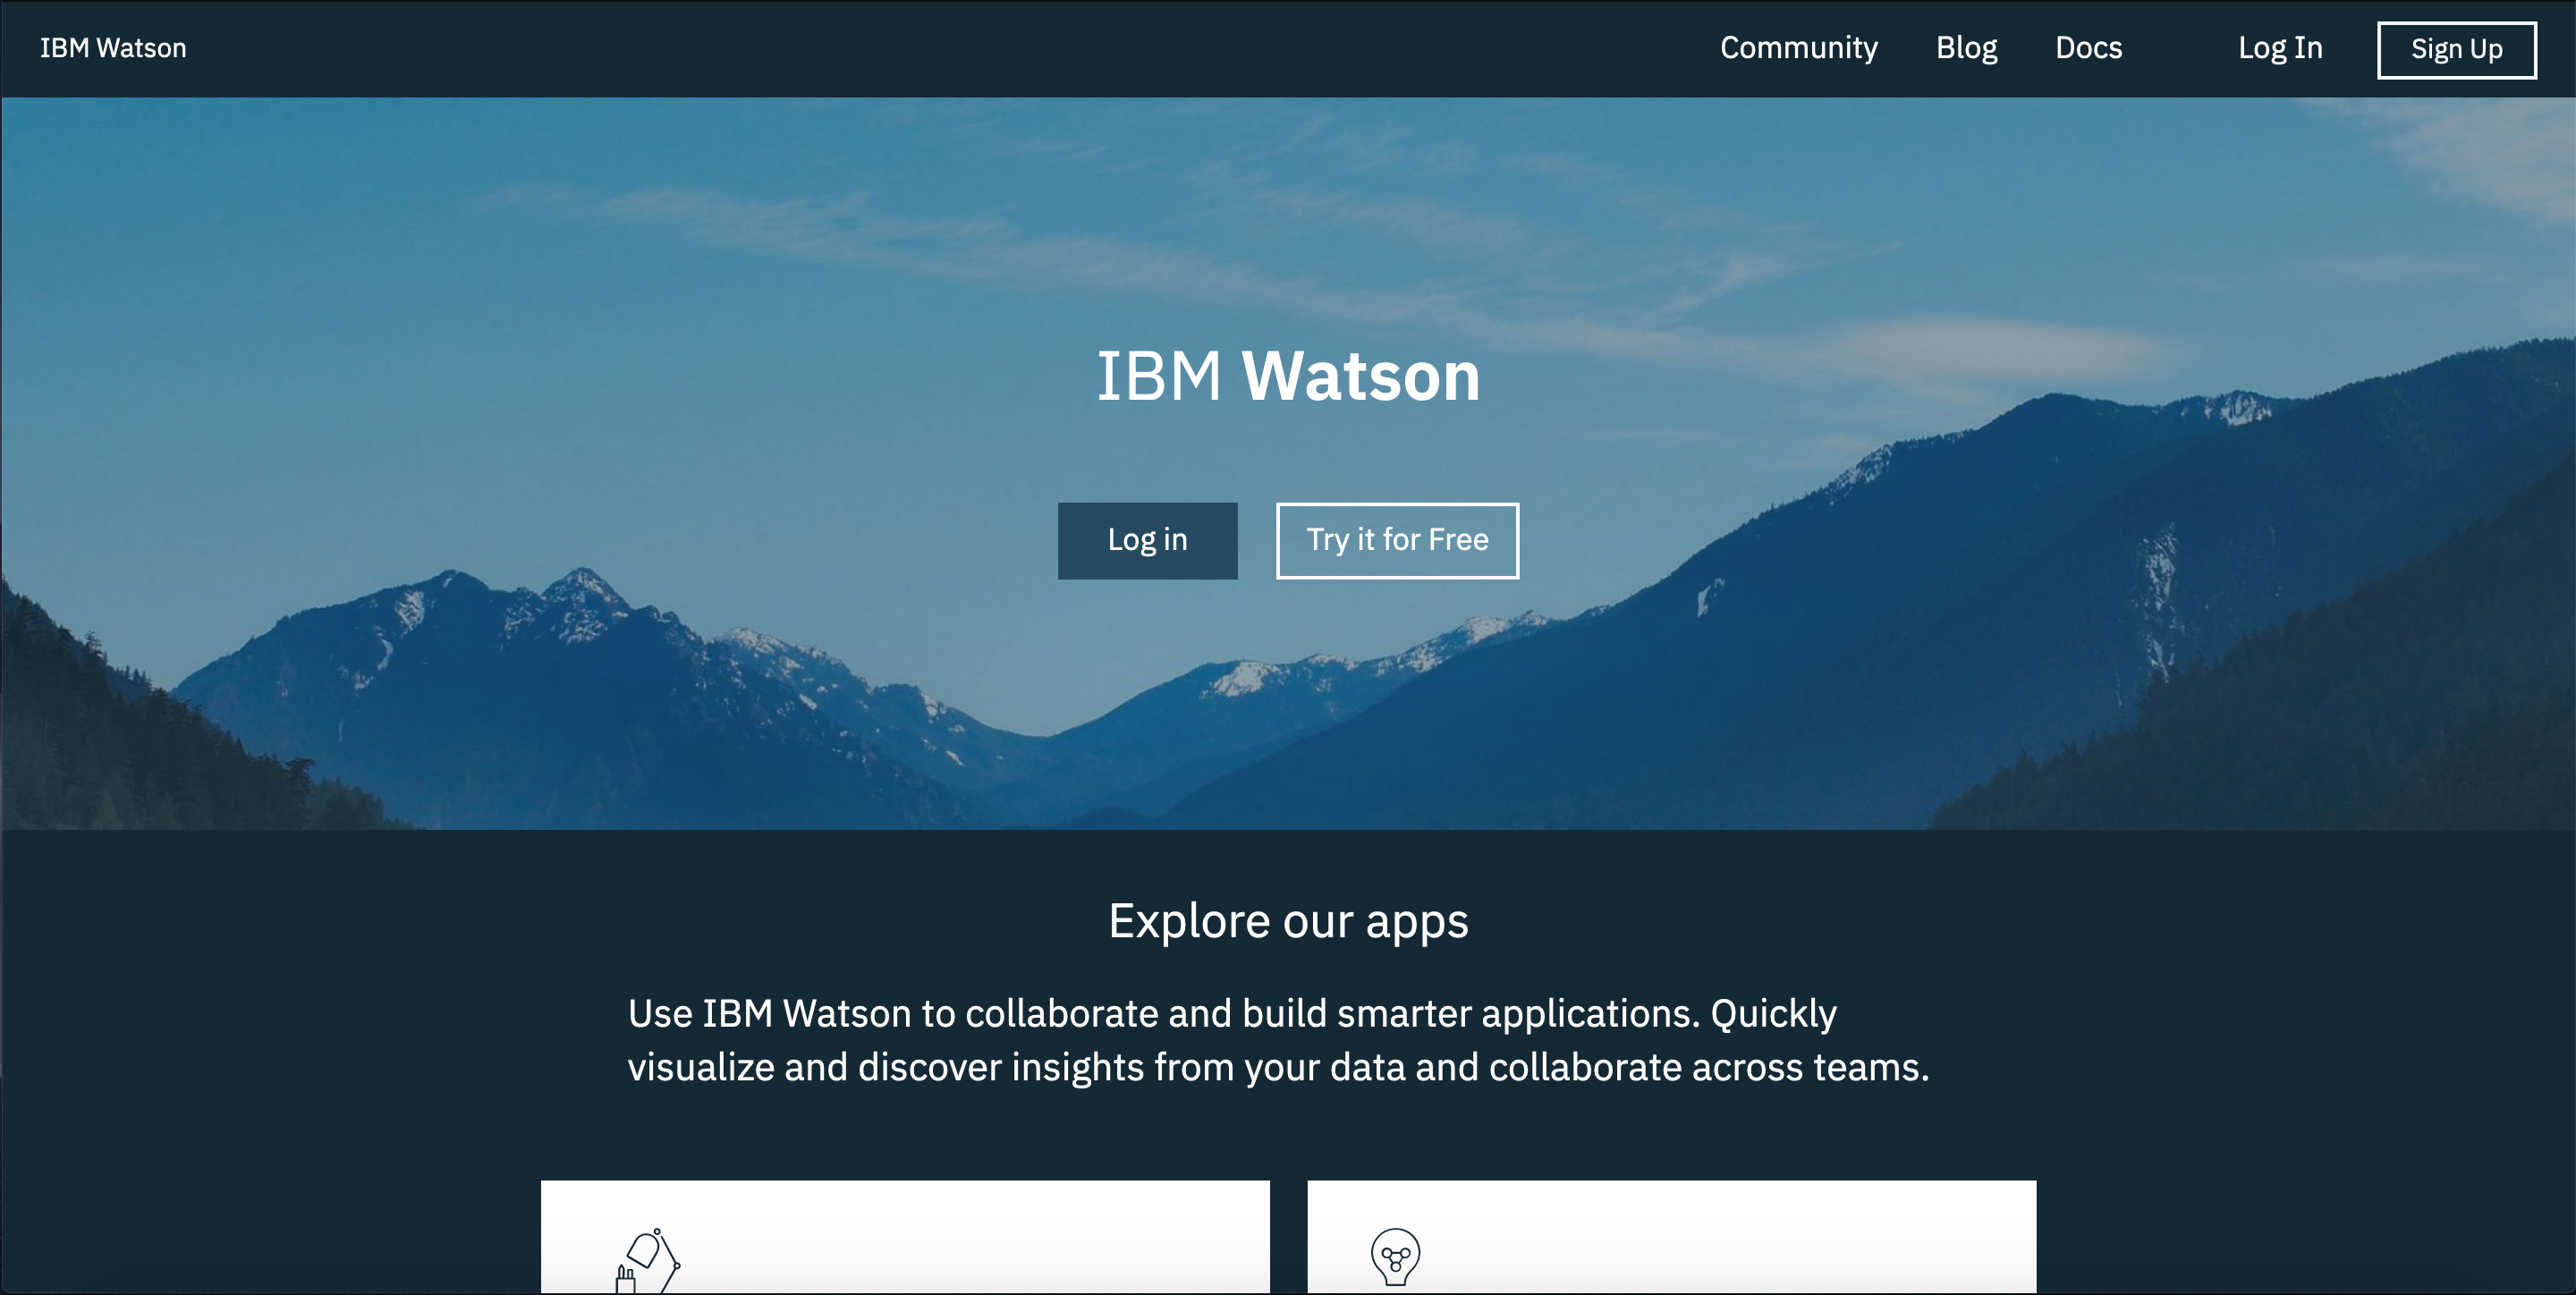 IBM Watson
Community
Blog
Docs
Log In
Sign Up
IBM Watson
Log in
Try it for Free
Explore our apps
Use IBM Watson to collaborate and build smarter applications. Quickly
visualize and discover insights from your data and collaborate across teams.